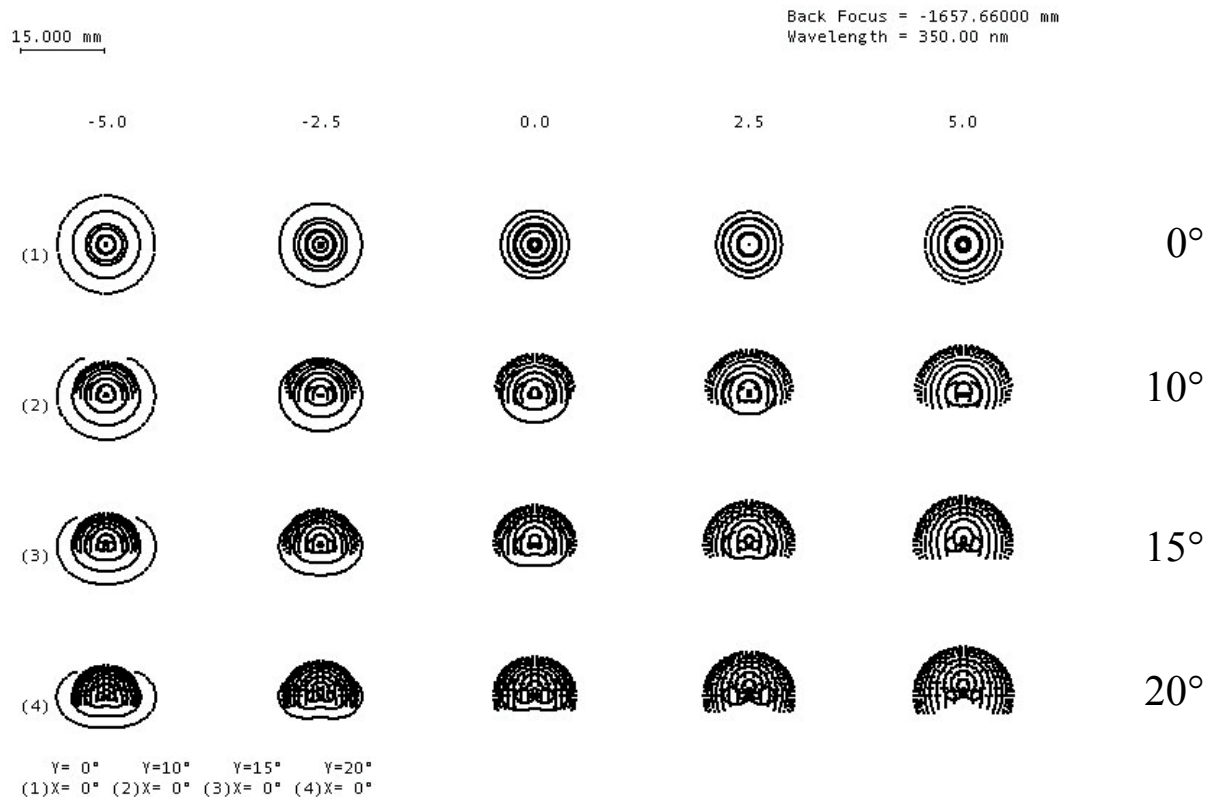 Back Focus = -1657.66000 mm
15.000 mm
Wavelength = 350.00 nm
-5.0 -2.5 0.0 2.5 5.0
(1) 0°
(2) 10°
(3) 15°
(4) 20°
Y= 0° Y=10° Y=15° Y=20°
(1)X= 0° (2)X= 0° (3)X= 0° (4)X= 0°